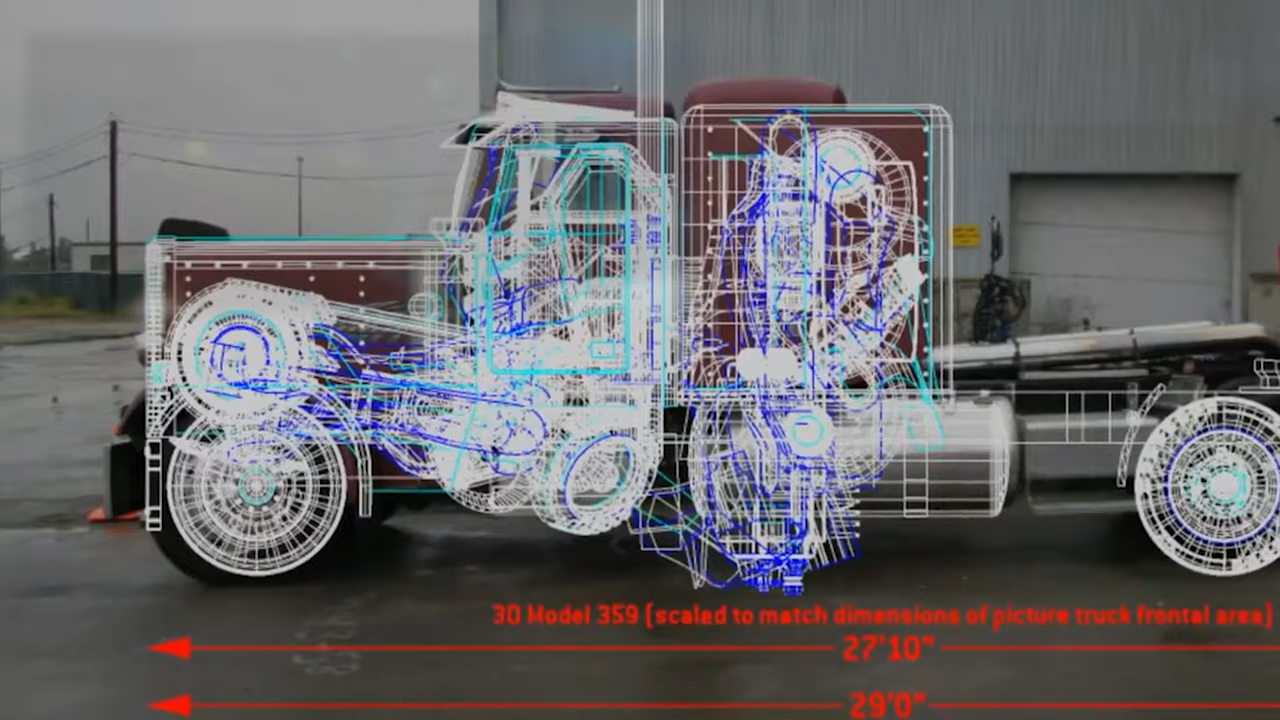 3D Model 359 [scaled to match dimensions of picture truck frontal area]
27'10"
29'0"